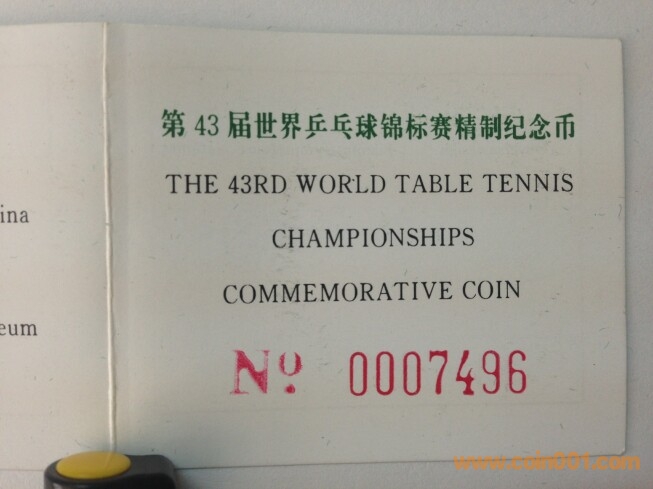 第43届世界乒乓球锦标赛精制纪念币
THE 43RD WORLD TABLE TENNIS
CHAMPIONSHIPS
COMMEMORATIVE COIN
№ 0007496
ina
eum
www.coin001.com